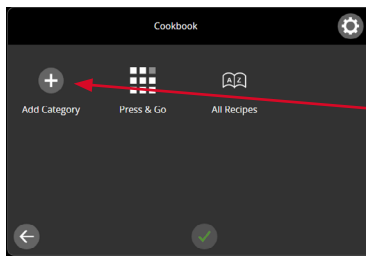 Cookbook
Add Category
Press & Go
All Recipes
A Z